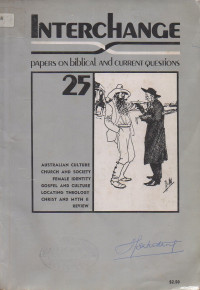 INTERCHANGE
PAPERS ON BIBLICAL AND CURRENT QUESTIONS
25
AUSTRALIAN CULTURE
CHURCH AND SOCIETY
FEMALE IDENTITY
GOSPEL AND CULTURE
LOCATING THEOLOGY
CHRIST AND MYTH II
REVIEW